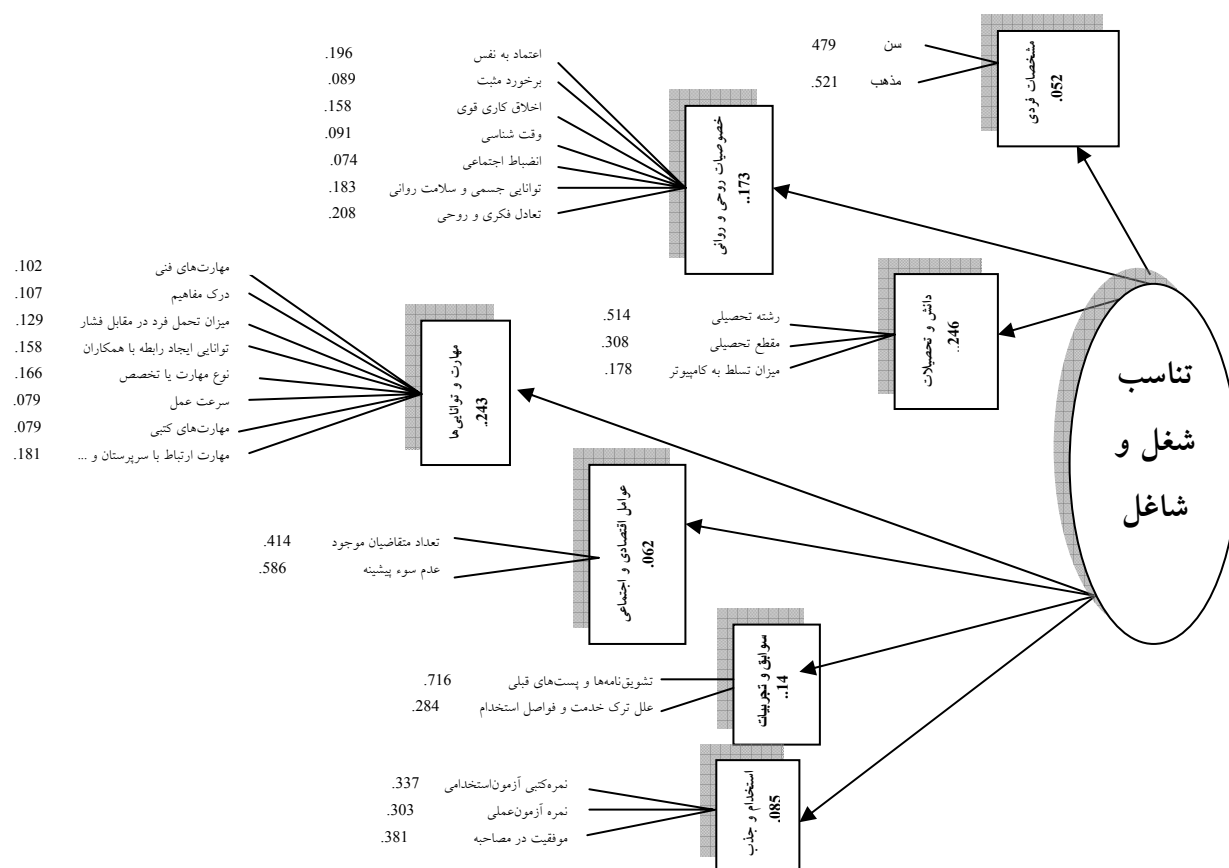 تناسب
شغل و
شاغل
مشخصات فردی
.052
سن 479
مذهب .521
خصوصیات روحی و روانی
..173
اعتماد به نفس .196
برخورد مثبت .089
اخلاق کاری قوی .158
وقت شناسی .091
انضباط اجتماعی .074
توانایی جسمی و سلامت روانی .183
تعادل فکری و روحی .208
دانش و تحصیلات
..246
رشته تحصیلی .514
مقطع تحصیلی .308
میزان تسلط به کامپیوتر .178
مهارت و توانایی‌ها
..243
مهارت‌های فنی .102
درک مفاهیم .107
میزان تحمل فرد در مقابل فشار .129
توانایی ایجاد رابطه با همکاران .158
نوع مهارت یا تخصص .166
سرعت عمل .079
مهارت‌های کتبی .079
مهارت ارتباط با سرپرستان و ... .181
عوامل اقتصادی و اجتماعی
.062
تعداد متقاضیان موجود .414
عدم سوء پیشینه .586
سوابق و تجربیات
..14
تشویق‌نامه‌ها و پست‌های قبلی .716
علل ترک خدمت و فواصل استخدام .284
استخدام و جذب
.085
نمره‌کتبی آزمون‌استخدامی .337
نمره آزمون‌عملی .303
موفقیت در مصاحبه .381